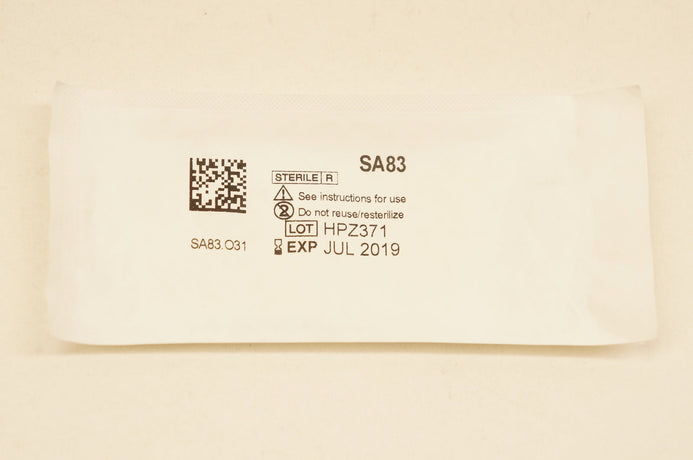 SA83
STERILE R
See instructions for use
Do not reuse/resterilize
LOT HPZ371
EXP JUL 2019
SA83.O31